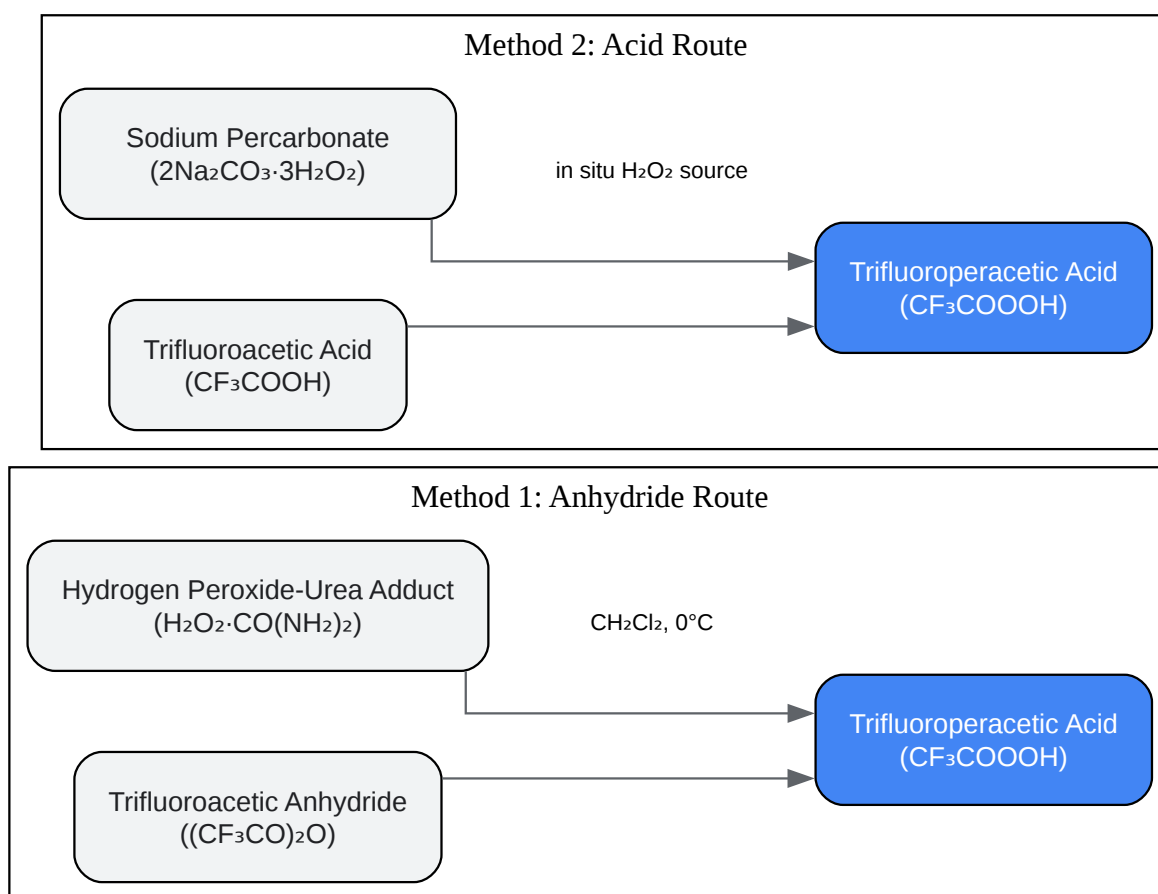 Method 2: Acid Route
Sodium Percarbonate
(2Na₂CO₃·3H₂O₂)
in situ H₂O₂ source
Trifluoroperacetic Acid
(CF₃COOOH)
Trifluoroacetic Acid
(CF₃COOH)
Method 1: Anhydride Route
Hydrogen Peroxide-Urea Adduct
(H₂O₂·CO(NH₂)₂)
CH₂Cl₂, 0°C
Trifluoroperacetic Acid
(CF₃COOOH)
Trifluoroacetic Anhydride
((CF₃CO)₂O)